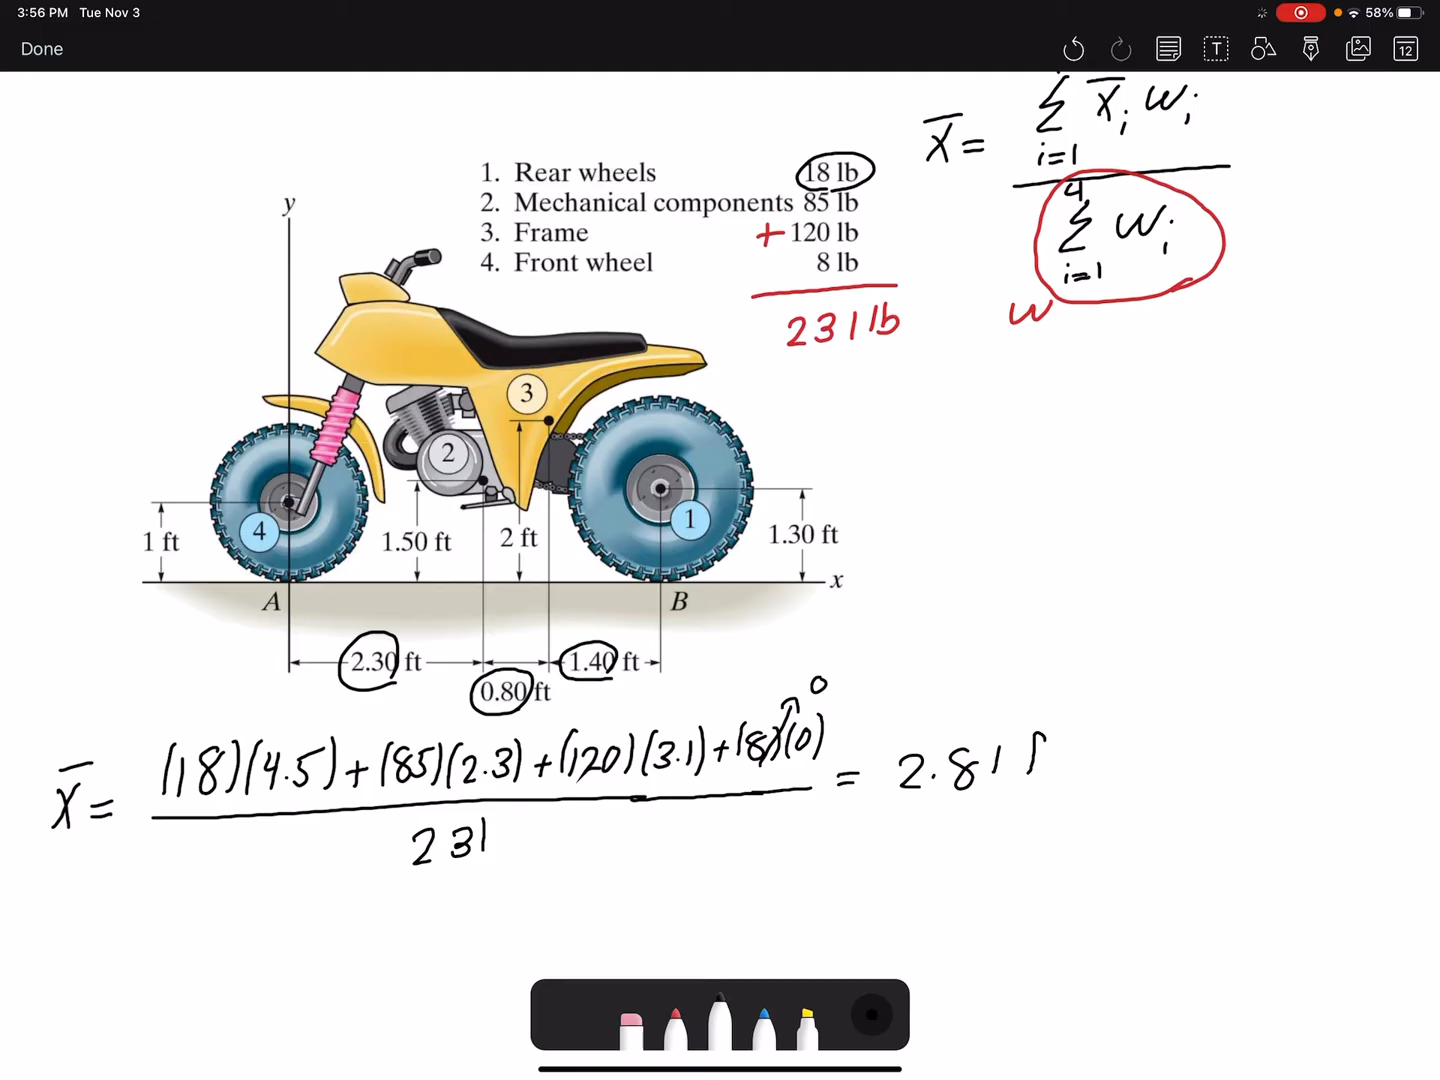 3:56 PM Tue Nov 3
58%
Done
T
12
x̄ = Σ x̄ᵢ wᵢ
i=1
4
Σ wᵢ
i=1
w
1. Rear wheels 18 lb
2. Mechanical components 85 lb
3. Frame + 120 lb
4. Front wheel 8 lb
231 lb
y
3
2
4
1
1 ft
1.50 ft
2 ft
1.30 ft
x
A
B
2.30 ft
1.40 ft
0.80 ft
0
x̄ = (18)(4.5)+(85)(2.3)+(120)(3.1)+(8)(0) = 2.81 f
231